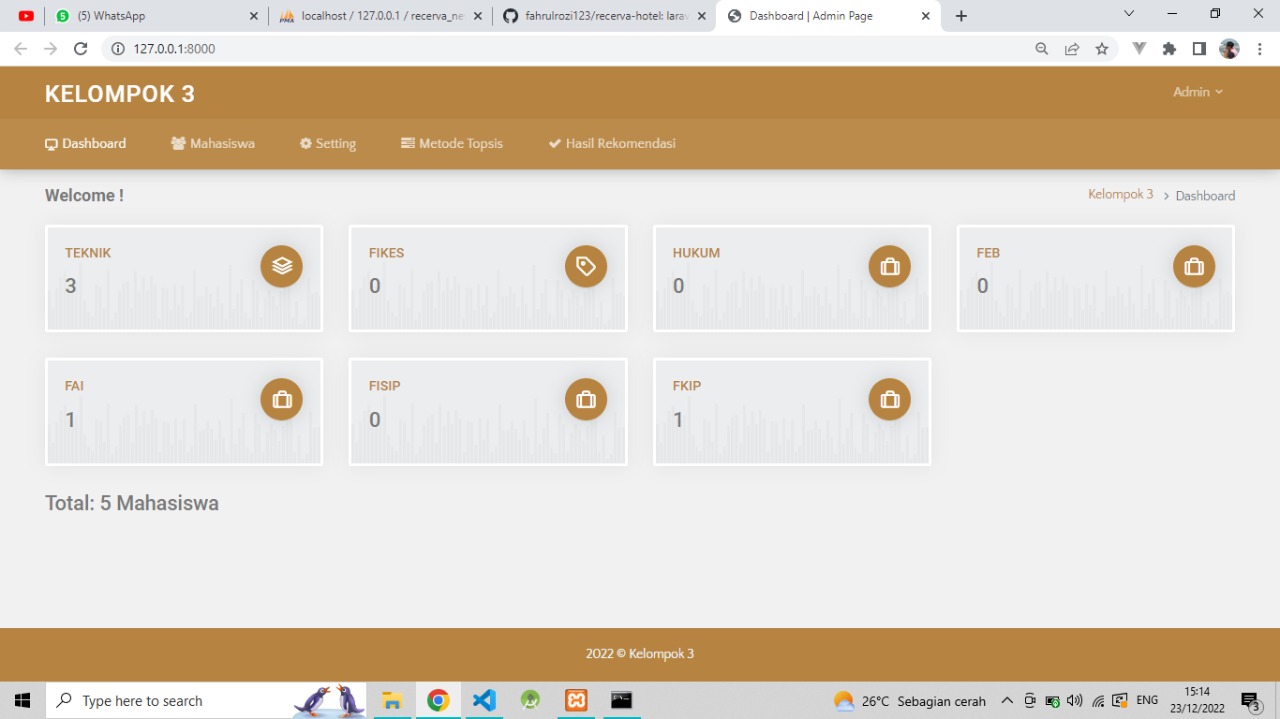 (5) WhatsApp
localhost / 127.0.0.1 / recerva_ne
fahrulrozi123/recerva-hotel: larav
Dashboard | Admin Page
127.0.0.1:8000
KELOMPOK 3
Admin
Dashboard
Mahasiswa
Setting
Metode Topsis
Hasil Rekomendasi
Welcome !
Kelompok 3 > Dashboard
TEKNIK
3
FIKES
0
HUKUM
0
FEB
0
FAI
1
FISIP
0
FKIP
1
Total: 5 Mahasiswa
2022 © Kelompok 3
Type here to search
26°C Sebagian cerah
ENG
15:14
23/12/2022
3